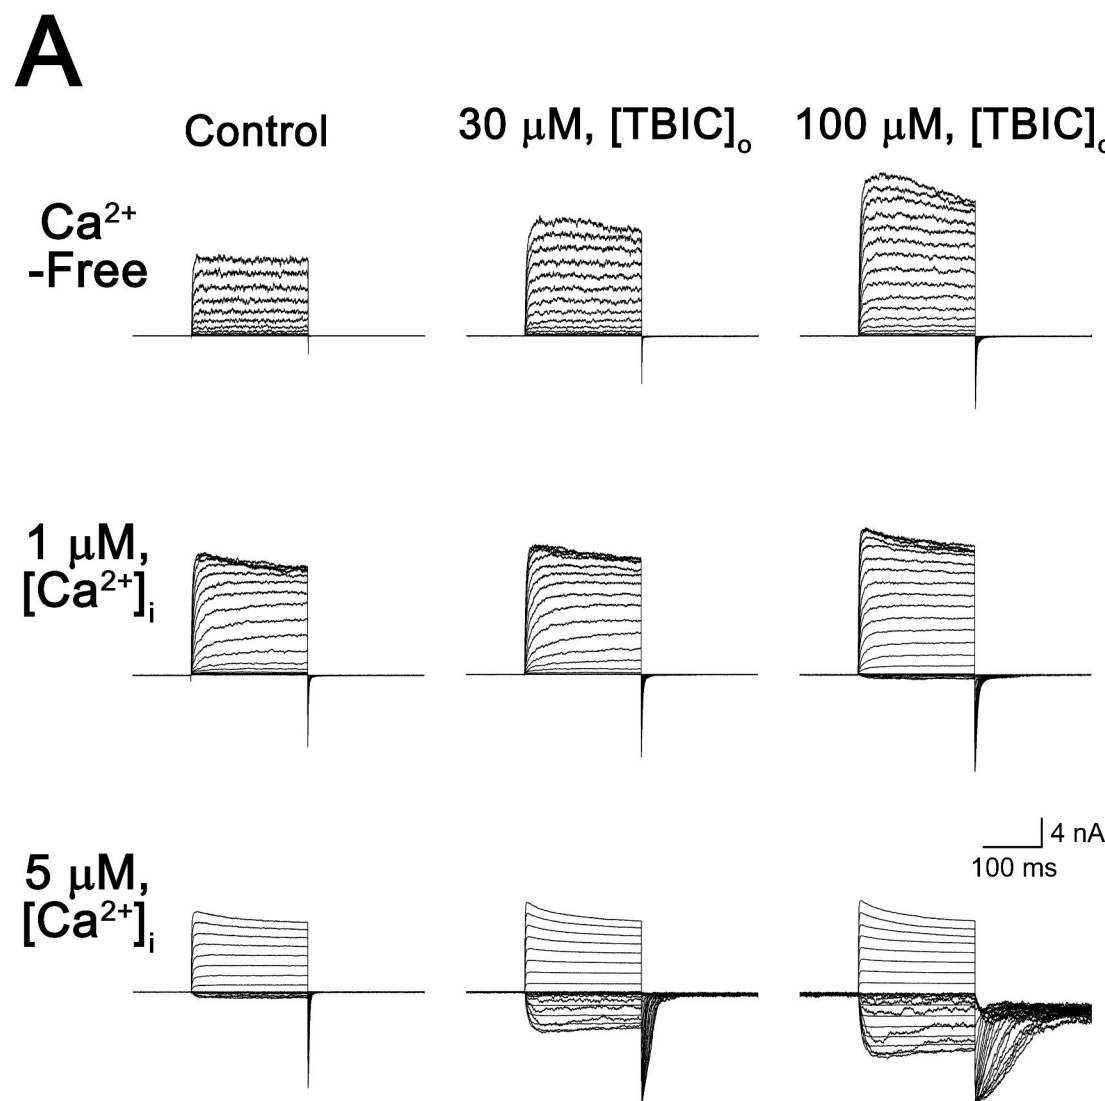 A
Control
30 μM, [TBIC]ₒ
100 μM, [TBIC]ₒ
Ca²⁺
-Free
1 μM,
[Ca²⁺]ᵢ
4 nA
100 ms
5 μM,
[Ca²⁺]ᵢ